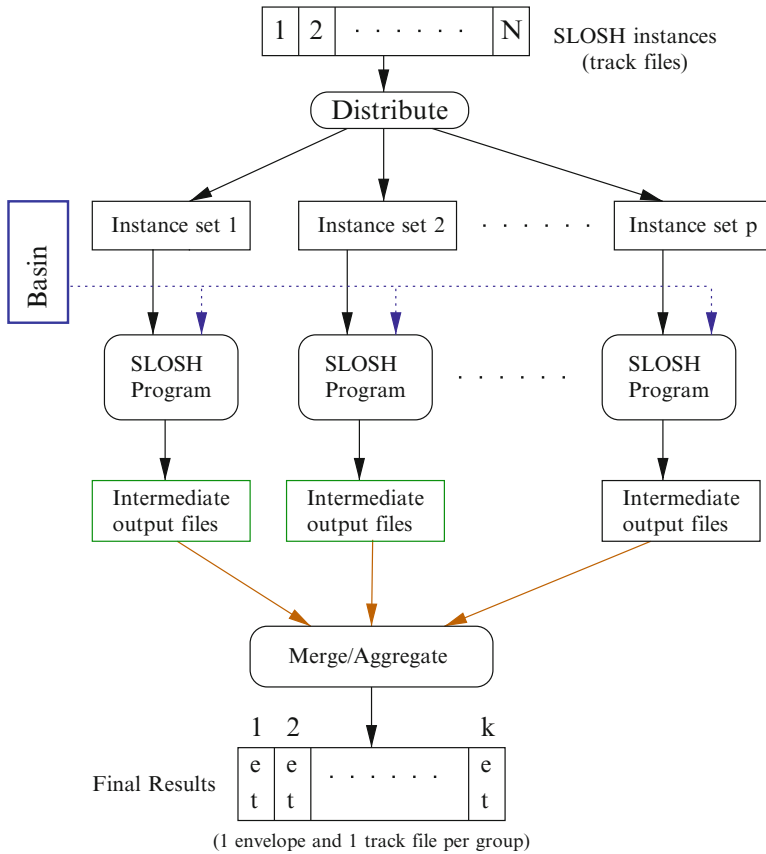 1 2 . . . . . . N
SLOSH instances
(track files)
Distribute
Basin
Instance set 1
Instance set 2
. . . . . .
Instance set p
SLOSH
Program
SLOSH
Program
. . . . . .
SLOSH
Program
Intermediate
output files
Intermediate
output files
Intermediate
output files
Merge/Aggregate
1 2 k
Final Results
e e . . . . . . e
t t t
(1 envelope and 1 track file per group)